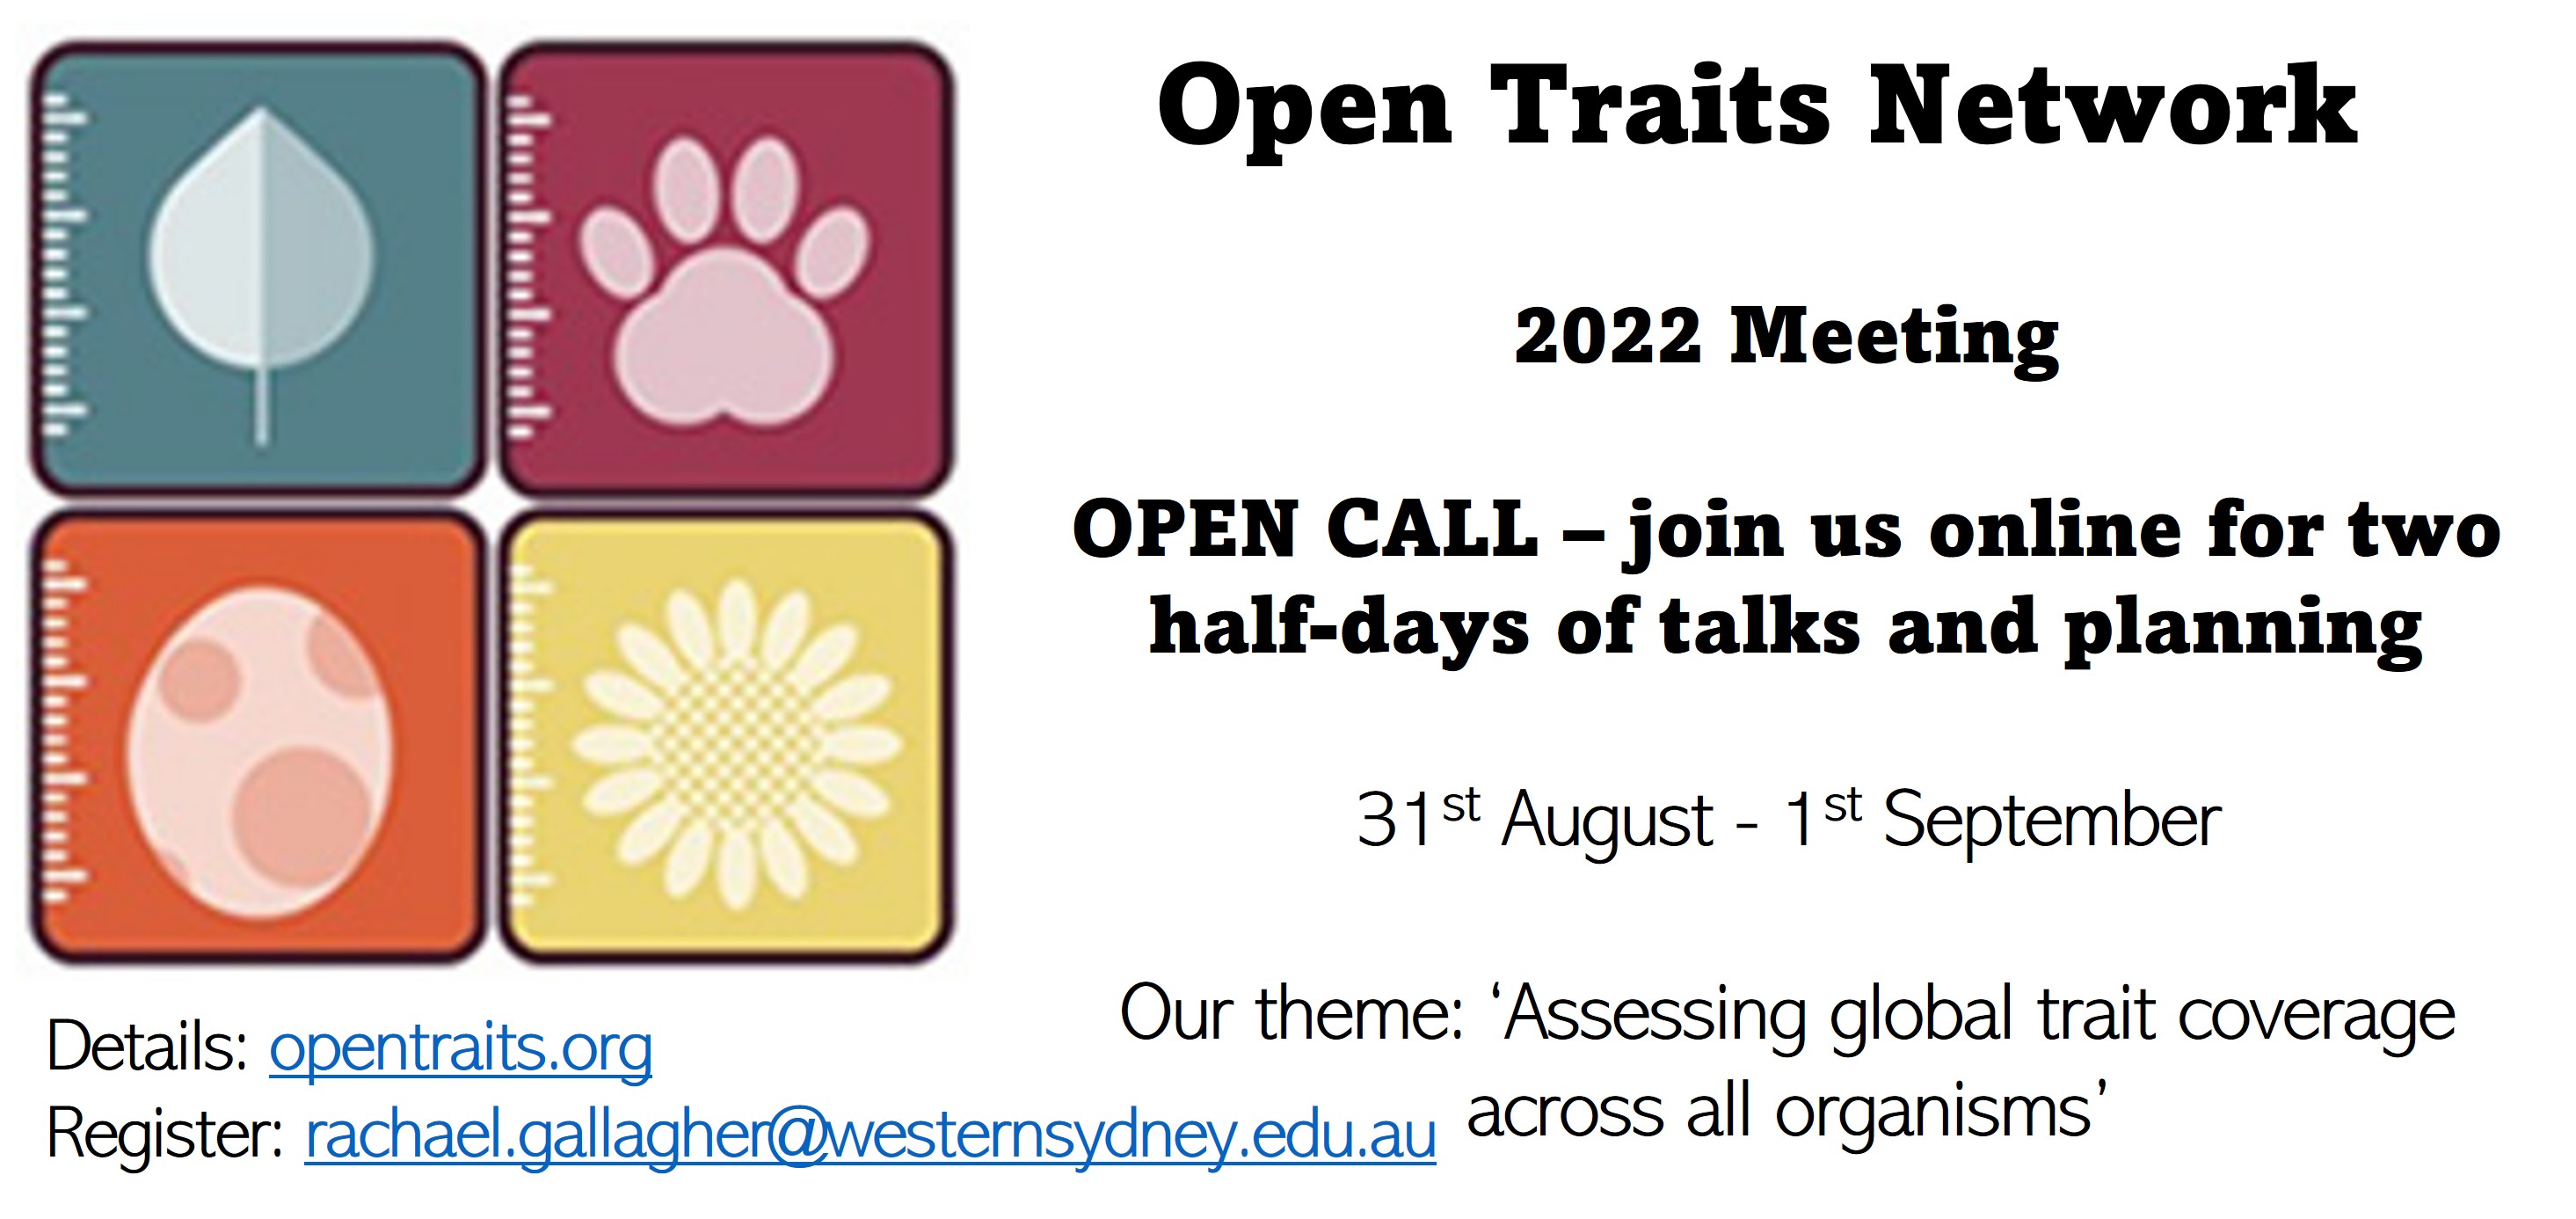 Open Traits Network
2022 Meeting
OPEN CALL – join us online for two
half-days of talks and planning
31st August - 1st September
Our theme: ‘Assessing global trait coverage
across all organisms’
Details: opentraits.org
Register: rachael.gallagher@westernsydney.edu.au